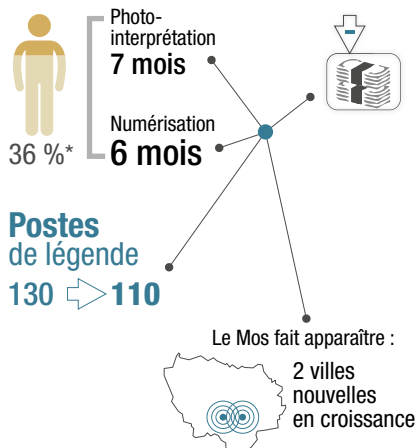 Photo-
interprétation
7 mois
Numérisation
6 mois
36 %*
Postes
de légende
130 110
Le Mos fait apparaître :
2 villes
nouvelles
en croissance